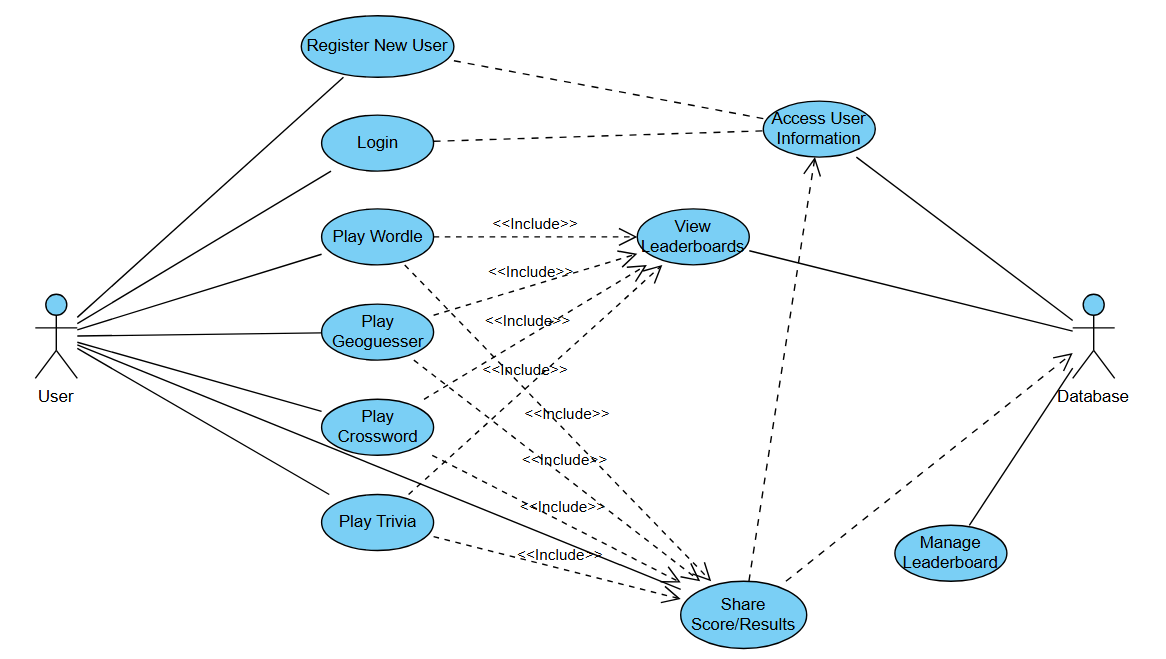 Register New User
Access User
Information
Login
<<Include>>
View
Leaderboards
Play Wordle
<<Include>>
Play
Geoguesser
<<Include>>
<<Include>>
User
Database
Play
Crossword
<<Include>>
<<Include>>
<<Include>>
Play Trivia
<<Include>>
Manage
Leaderboard
Share
Score/Results